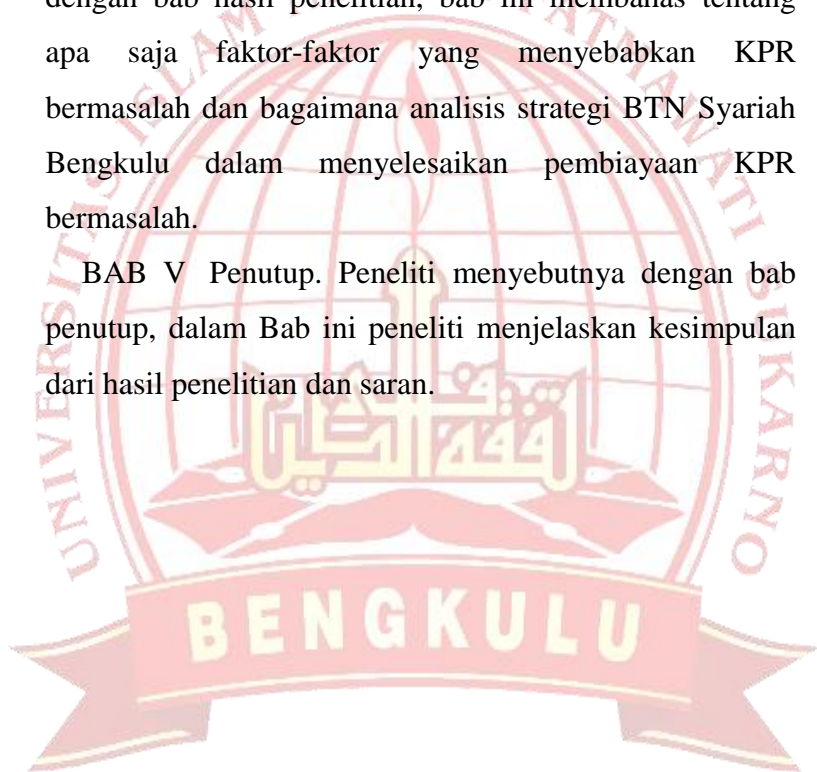 dengan bab hasil penelitian, bab ini membahas tentang
apa saja faktor-faktor yang menyebabkan KPR
bermasalah dan bagaimana analisis strategi BTN Syariah
Bengkulu dalam menyelesaikan pembiayaan KPR
bermasalah.
BAB V Penutup. Peneliti menyebutnya dengan bab
penutup, dalam Bab ini peneliti menjelaskan kesimpulan
dari hasil penelitian dan saran.
BENGKULU